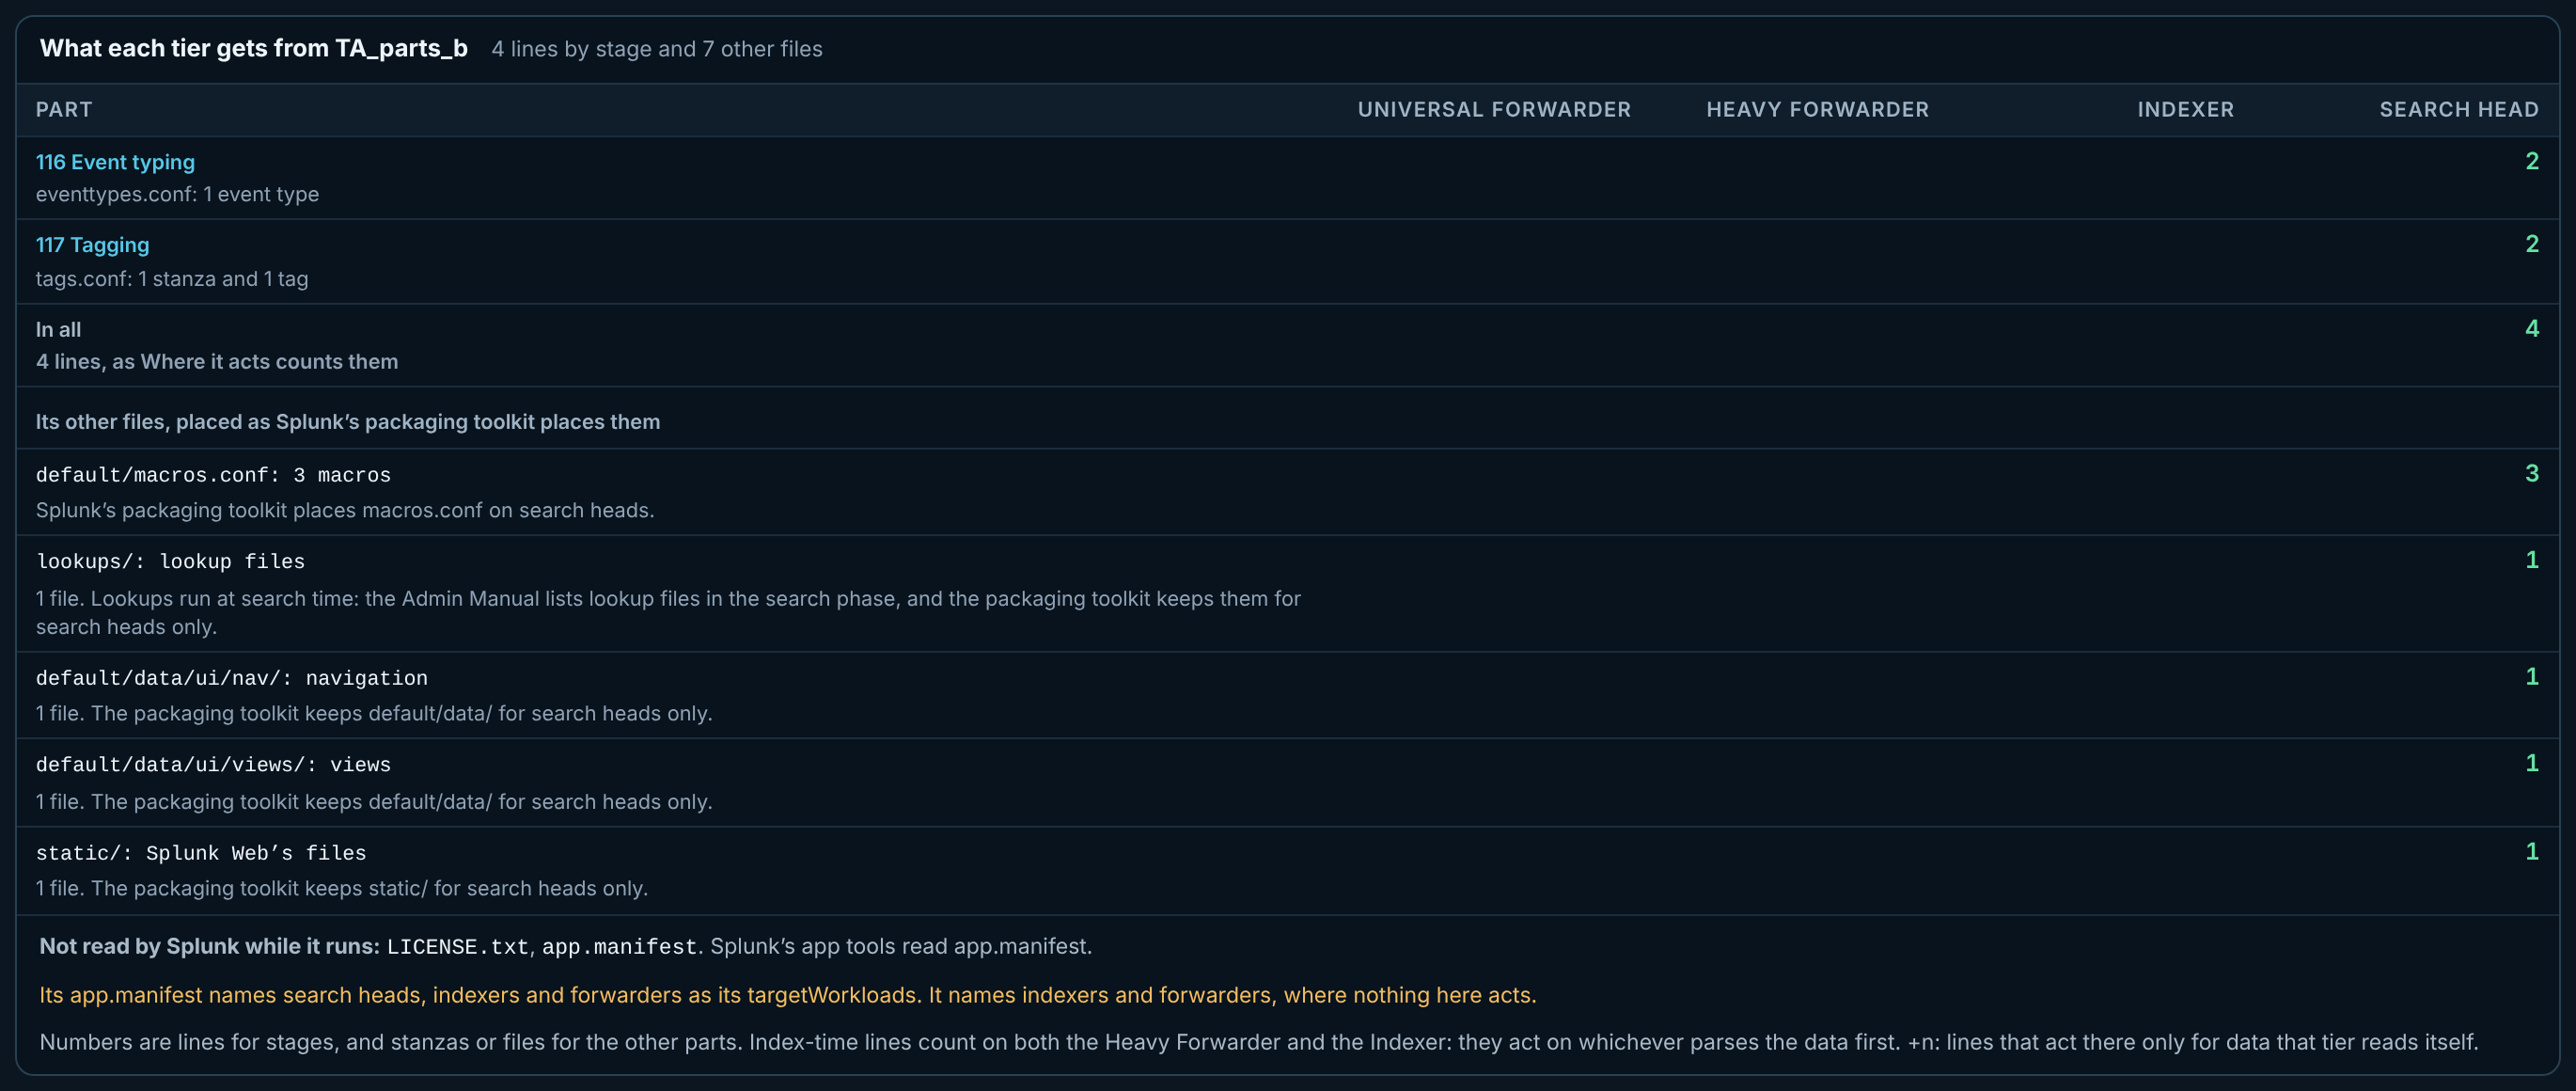 What each tier gets from TA_parts_b 4 lines by stage and 7 other files
PART UNIVERSAL FORWARDER HEAVY FORWARDER INDEXER SEARCH HEAD
116 Event typing 2
eventtypes.conf: 1 event type
117 Tagging 2
tags.conf: 1 stanza and 1 tag
In all 4
4 lines, as Where it acts counts them
Its other files, placed as Splunk’s packaging toolkit places them
default/macros.conf: 3 macros 3
Splunk’s packaging toolkit places macros.conf on search heads.
lookups/: lookup files 1
1 file. Lookups run at search time: the Admin Manual lists lookup files in the search phase, and the packaging toolkit keeps them for
search heads only.
default/data/ui/nav/: navigation 1
1 file. The packaging toolkit keeps default/data/ for search heads only.
default/data/ui/views/: views 1
1 file. The packaging toolkit keeps default/data/ for search heads only.
static/: Splunk Web’s files 1
1 file. The packaging toolkit keeps static/ for search heads only.
Not read by Splunk while it runs: LICENSE.txt, app.manifest. Splunk’s app tools read app.manifest.
Its app.manifest names search heads, indexers and forwarders as its targetWorkloads. It names indexers and forwarders, where nothing here acts.
Numbers are lines for stages, and stanzas or files for the other parts. Index-time lines count on both the Heavy Forwarder and the Indexer: they act on whichever parses the data first. +n: lines that act there only for data that tier reads itself.